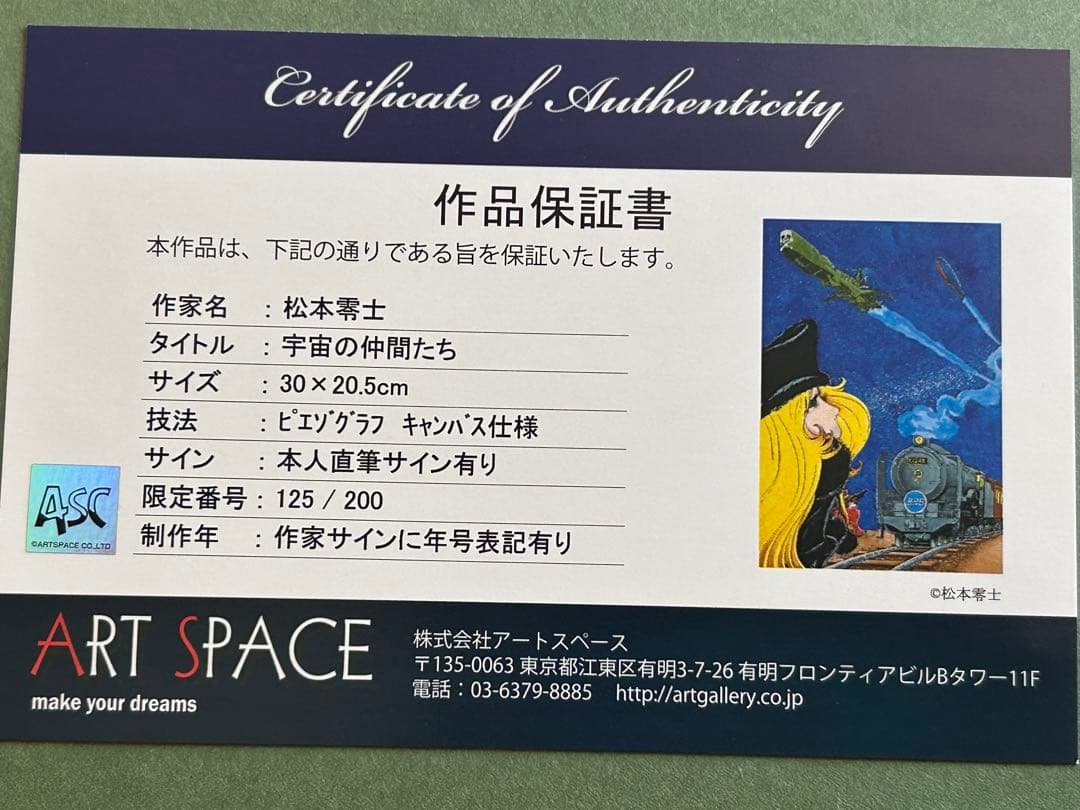 Certificate of Authenticity
作品保証書
本作品は、下記の通りである旨を保証いたします。
作家名 : 松本零士
タイトル : 宇宙の仲間たち
サイズ : 30×20.5cm
技法 : ﾋﾟｴｿﾞｸﾞﾗﾌ ｷｬﾝﾊﾞｽ仕様
サイン : 本人直筆サイン有り
限定番号 : 125 / 200
制作年 : 作家サインに年号表記有り
ASC
©ARTSPACE CO.,LTD
©松本零士
ART SPACE
make your dreams
株式会社アートスペース
〒135-0063 東京都江東区有明3-7-26 有明フロンティアビルBタワー11F
電話：03-6379-8885 http://artgallery.co.jp